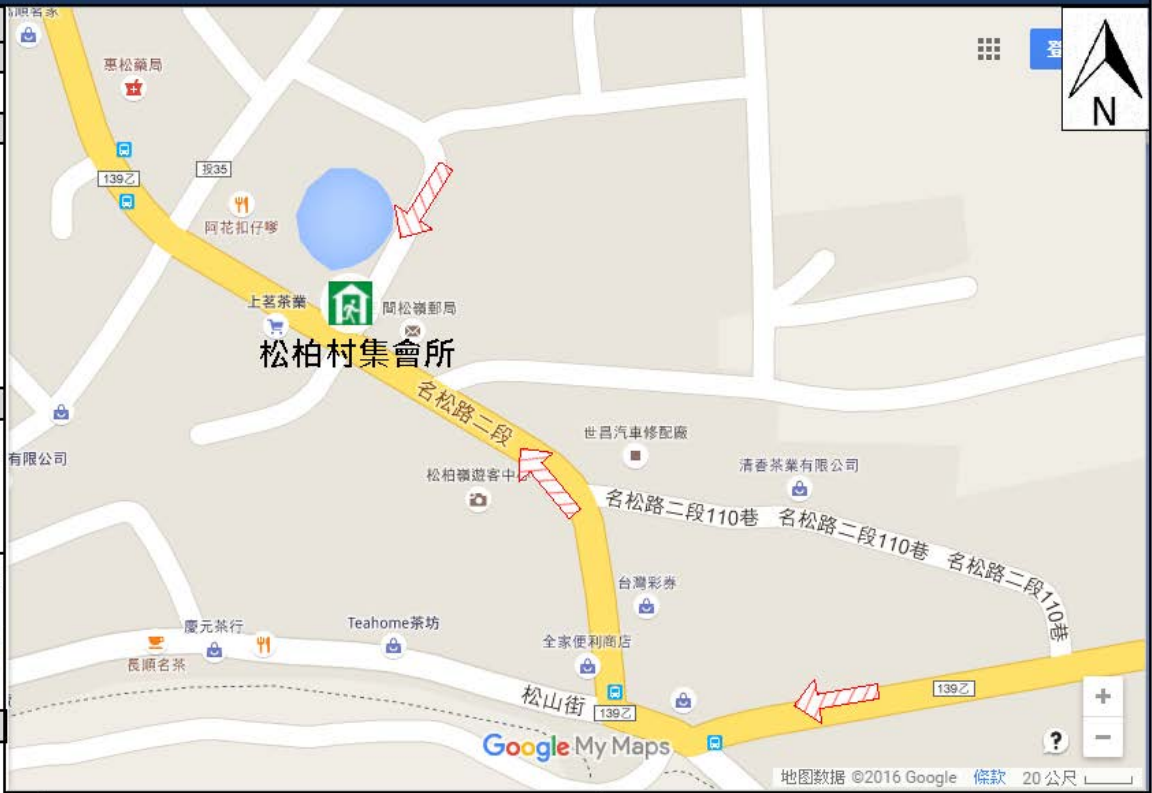 惠松藥局
登
N
139乙
投35
阿花扣仔嗲
上茗茶業
間松嶺郵局
松柏村集會所
名松路二段
有限公司
世昌汽車修配廠
松柏嶺遊客中心
清香茶業有限公司
名松路二段110巷
名松路二段110巷
名松路二段110巷
台灣彩券
慶元茶行
Teahome茶坊
全家便利商店
長順名茶
松山街
139乙
139乙
Google My Maps
+
−
?
地图数据 ©2016 Google 條款 20 公尺